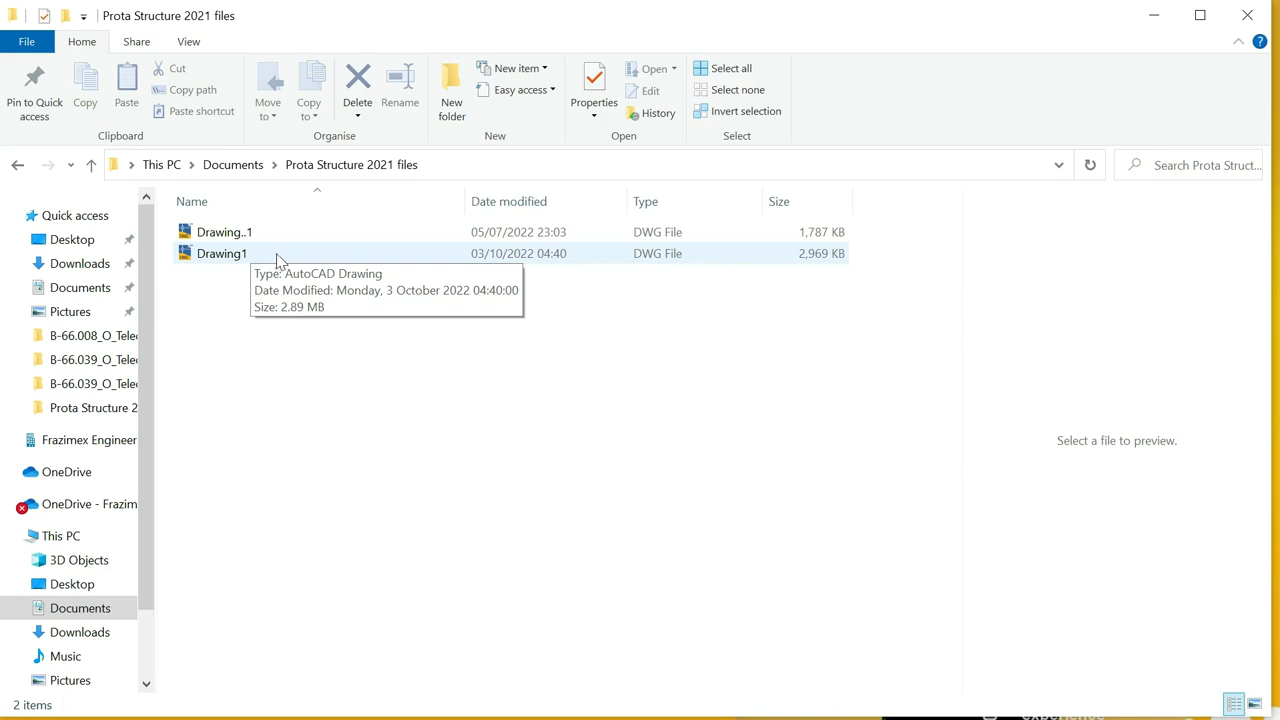 Prota Structure 2021 files
File Home Share View
Pin to Quick access
Copy
Paste
Cut
Copy path
Paste shortcut
Clipboard
Move to
Copy to
Delete
Rename
Organise
New folder
New item
Easy access
New
Properties
Open
Edit
History
Open
Select all
Select none
Invert selection
Select
This PC > Documents > Prota Structure 2021 files
Search Prota Struct...
Name Date modified Type Size
Drawing..1 05/07/2022 23:03 DWG File 1,787 KB
Drawing1 03/10/2022 04:40 DWG File 2,969 KB
Type: AutoCAD Drawing
Date Modified: Monday, 3 October 2022 04:40:00
Size: 2.89 MB
Select a file to preview.
Quick access
Desktop
Downloads
Documents
Pictures
B-66.008_O_Tele
B-66.039_O_Tele
B-66.039_O_Tele
Prota Structure 2
Frazimex Engineer
OneDrive
OneDrive - Frazim
This PC
3D Objects
Desktop
Documents
Downloads
Music
Pictures
2 items
experience